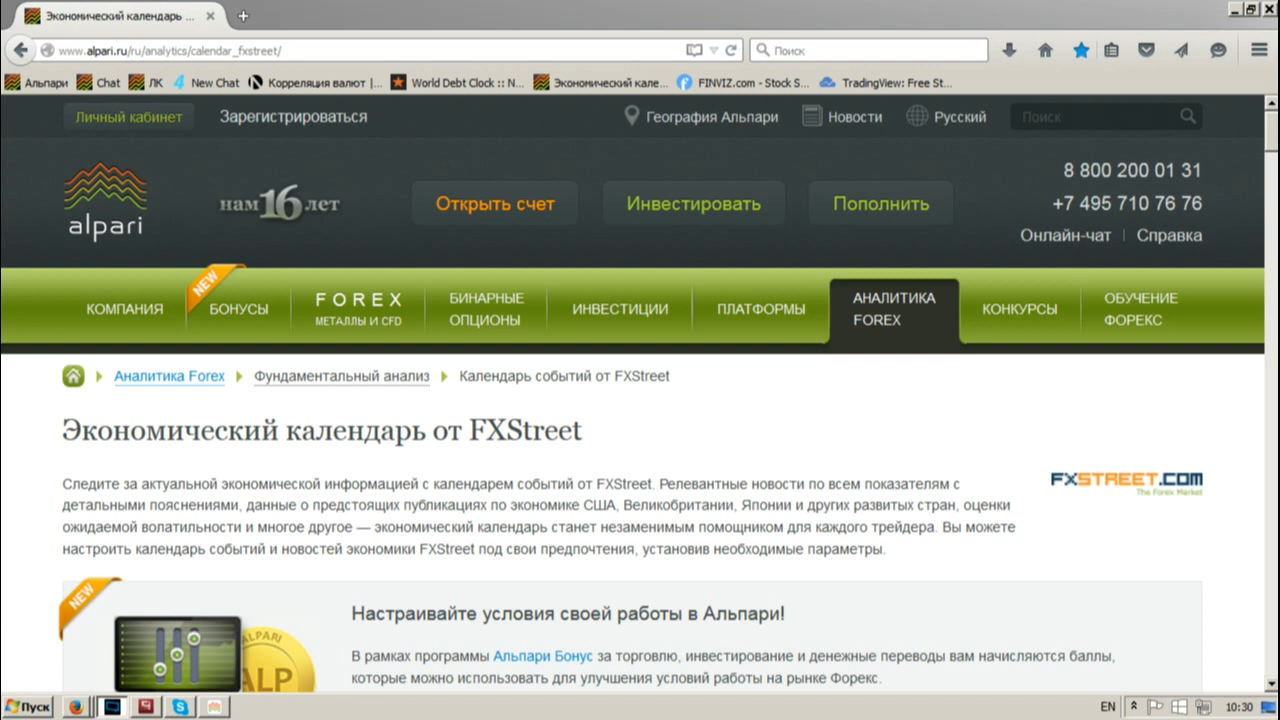 Экономический календарь ...
www.alpari.ru/ru/analytics/calendar_fxstreet/
Поиск
Альпари
Chat
ЛК
New Chat
Корреляция валют |...
World Debt Clock :: N...
Экономический кале...
FINVIZ.com - Stock S...
TradingView: Free St...
Личный кабинет
Зарегистрироваться
География Альпари
Новости
Русский
Поиск
alpari
нам 16 лет
Открыть счет
Инвестировать
Пополнить
8 800 200 01 31
+7 495 710 76 76
Онлайн-чат | Справка
КОМПАНИЯ
NEW
БОНУСЫ
FOREX
МЕТАЛЛЫ И CFD
БИНАРНЫЕ
ОПЦИОНЫ
ИНВЕСТИЦИИ
ПЛАТФОРМЫ
АНАЛИТИКА
FOREX
КОНКУРСЫ
ОБУЧЕНИЕ
ФОРЕКС
Аналитика Forex
Фундаментальный анализ
Календарь событий от FXStreet
Экономический календарь от FXStreet
Следите за актуальной экономической информацией с календарем событий от FXStreet. Релевантные новости по всем показателям с
детальными пояснениями, данные о предстоящих публикациях по экономике США, Великобритании, Японии и других развитых стран, оценки
ожидаемой волатильности и многое другое — экономический календарь станет незаменимым помощником для каждого трейдера. Вы можете
настроить календарь событий и новостей экономики FXStreet под свои предпочтения, установив необходимые параметры.
FXSTREET.COM
The Forex Market
NEW
ALPARI
ALP
Настраивайте условия своей работы в Альпари!
В рамках программы Альпари Бонус за торговлю, инвестирование и денежные переводы вам начисляются баллы,
которые можно использовать для улучшения условий работы на рынке Форекс.
Пуск
EN
10:30